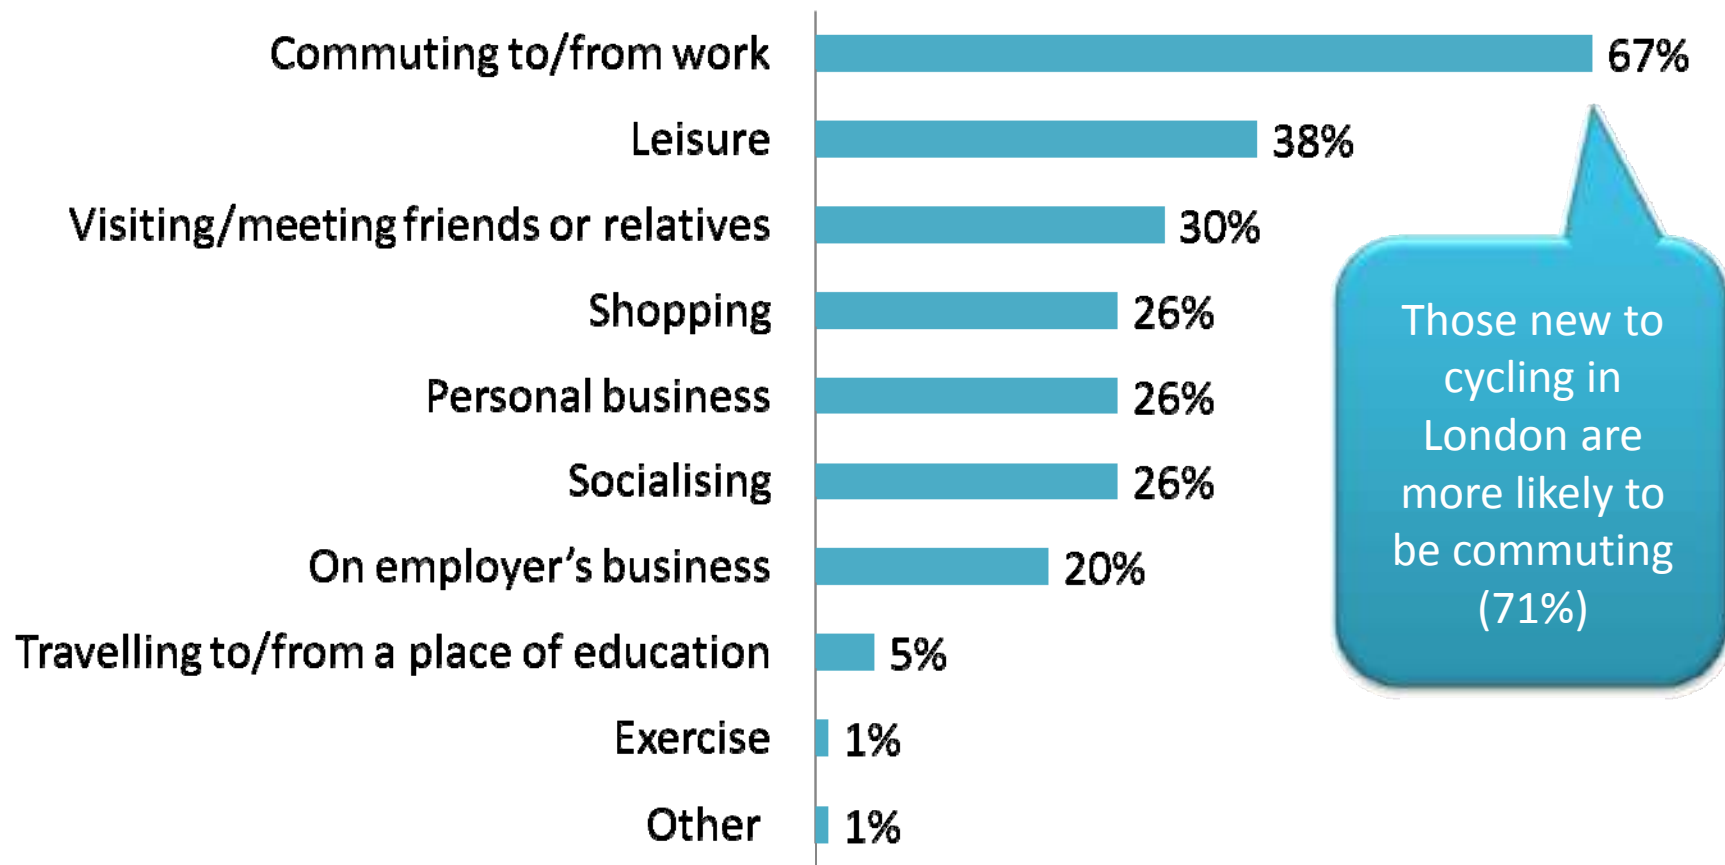 Commuting to/from work 67%
Leisure 38%
Visiting/meeting friends or relatives 30%
Shopping 26%
Personal business 26%
Socialising 26%
On employer’s business 20%
Travelling to/from a place of education 5%
Exercise 1%
Other 1%
Those new to
cycling in
London are
more likely to
be commuting
(71%)